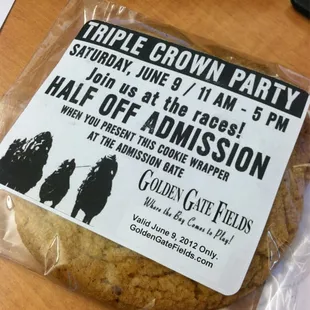 TRIPLE CROWN PARTY
SATURDAY, JUNE 9 / 11 AM - 5 PM
Join us at the races!
HALF OFF ADMISSION
WHEN YOU PRESENT THIS COOKIE WRAPPER
AT THE ADMISSION GATE
GOLDEN GATE FIELDS
Where the Bay Comes to Play!
Valid June 9, 2012 Only.
GoldenGateFields.com